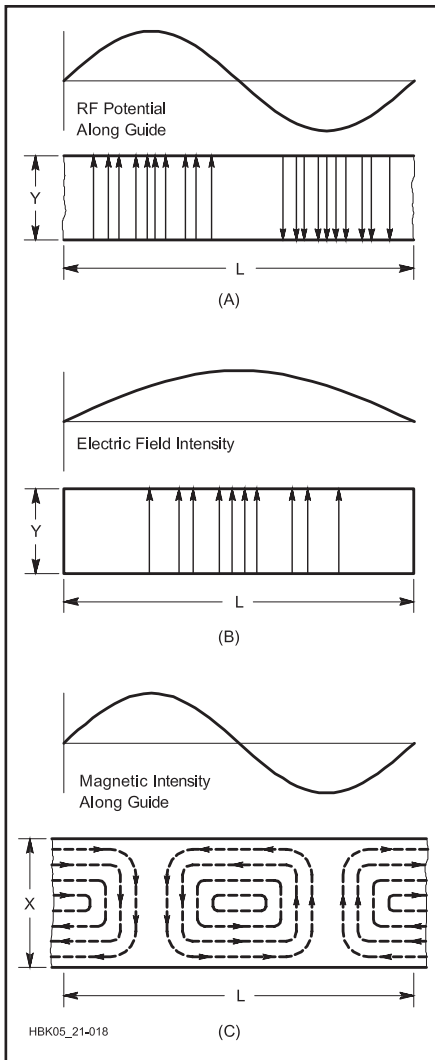 RF Potential
Along Guide
Y
L
(A)
Electric Field Intensity
Y
L
(B)
Magnetic Intensity
Along Guide
X
L
HBK05_21-018
(C)